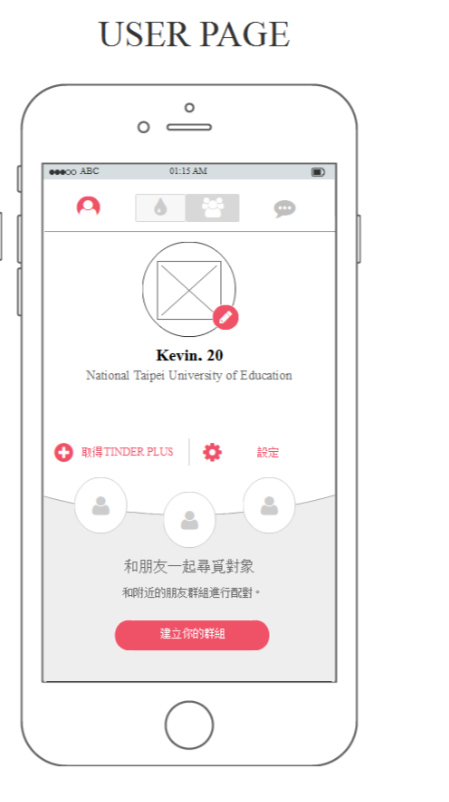 USER PAGE
ABC 01:15 AM
Kevin. 20
National Taipei University of Education
取得TINDER PLUS 設定
和朋友一起尋覓對象
和附近的朋友群組進行配對。
建立你的群組